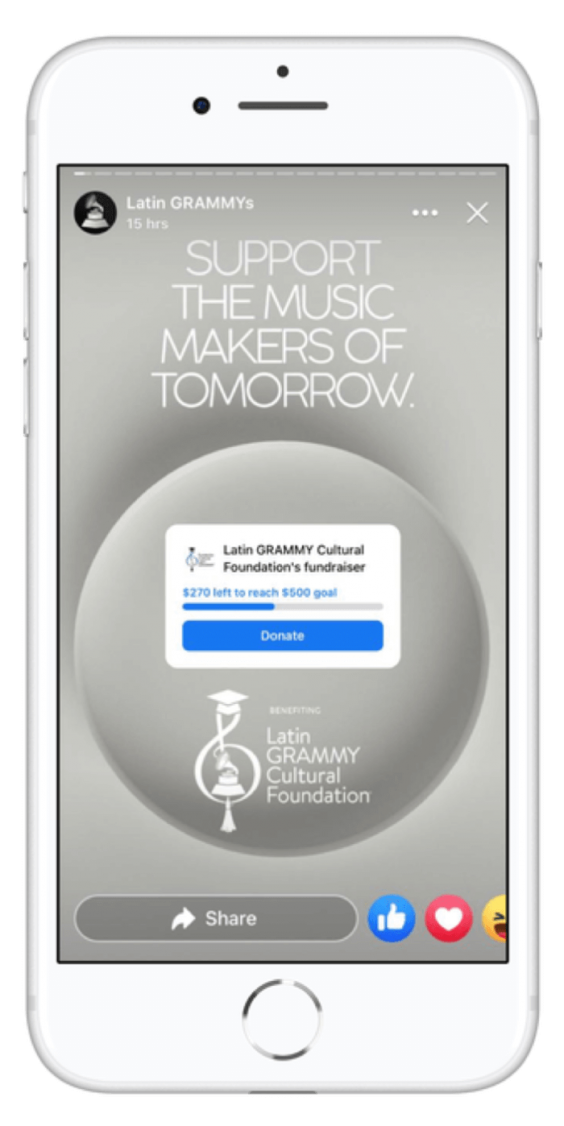 Latin GRAMMYs
15 hrs
SUPPORT
THE MUSIC
MAKERS OF
TOMORROW.
Latin GRAMMY Cultural
Foundation's fundraiser
$270 left to reach $500 goal
Donate
BENEFITING
Latin
GRAMMY
Cultural
Foundation
Share